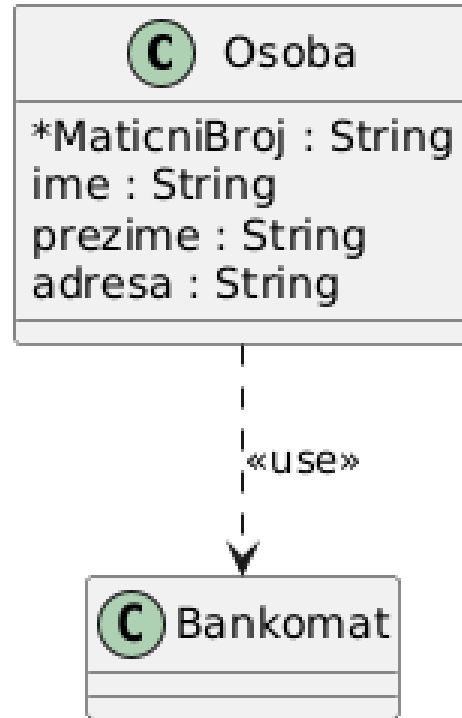 C Osoba
*MaticniBroj : String
ime : String
prezime : String
adresa : String
«use»
C Bankomat